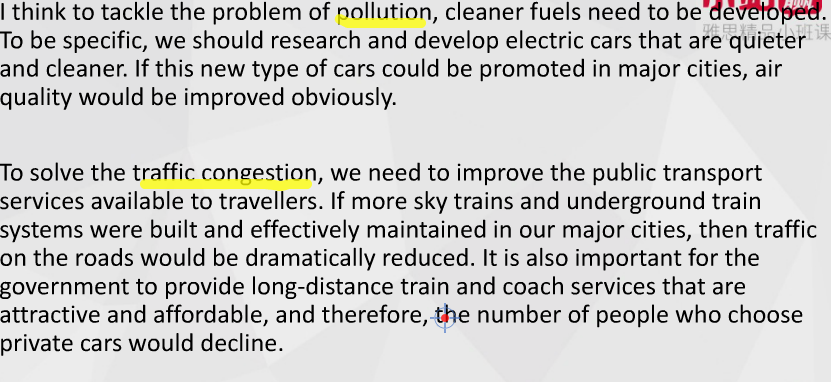 I think to tackle the problem of pollution, cleaner fuels need to be developed.
雅思精品小班课
To be specific, we should research and develop electric cars that are quieter
and cleaner. If this new type of cars could be promoted in major cities, air
quality would be improved obviously.
To solve the traffic congestion, we need to improve the public transport
services available to travellers. If more sky trains and underground train
systems were built and effectively maintained in our major cities, then traffic
on the roads would be dramatically reduced. It is also important for the
government to provide long-distance train and coach services that are
attractive and affordable, and therefore, the number of people who choose
private cars would decline.